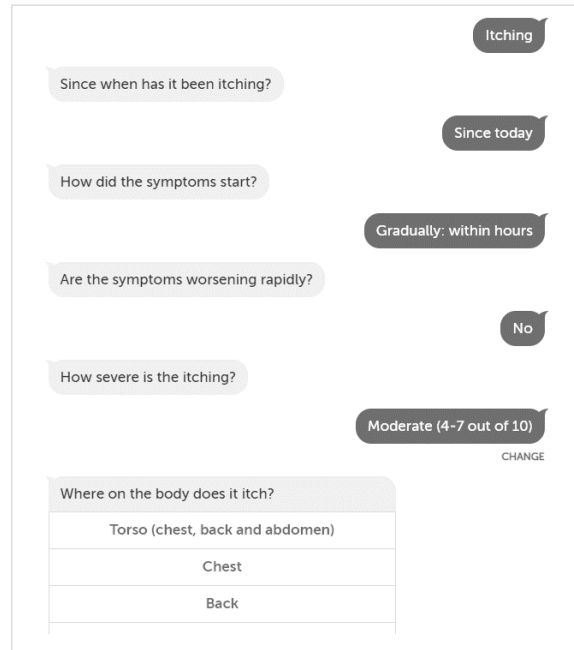 Itching
Since when has it been itching?
Since today
How did the symptoms start?
Gradually: within hours
Are the symptoms worsening rapidly?
No
How severe is the itching?
Moderate (4-7 out of 10)
CHANGE
Where on the body does it itch?
Torso (chest, back and abdomen)
Chest
Back